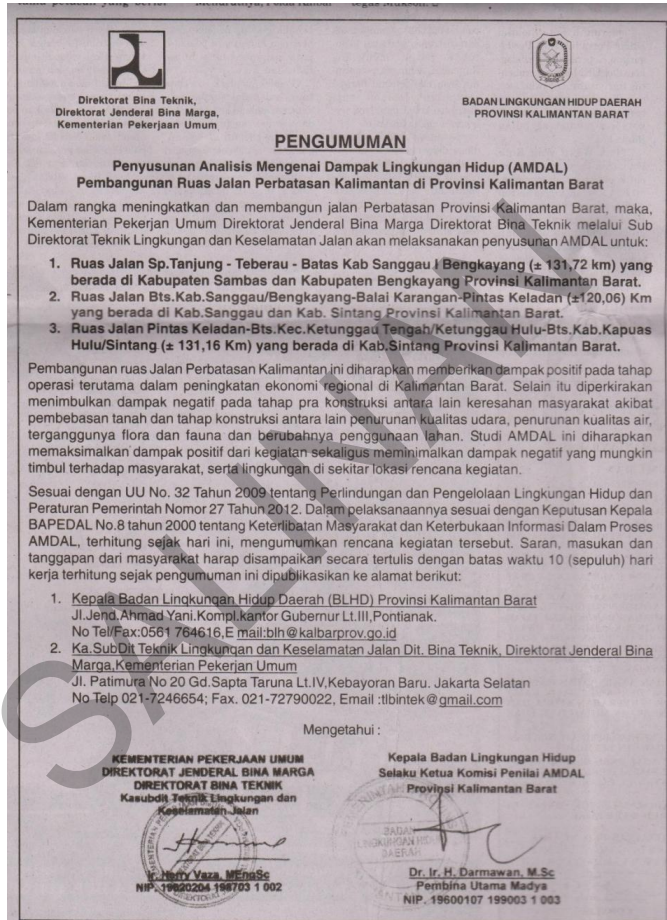 Direktorat Bina Teknik,
Direktorat Jenderal Bina Marga,
Kementerian Pekerjaan Umum
BADAN LINGKUNGAN HIDUP DAERAH
PROVINSI KALIMANTAN BARAT
PENGUMUMAN
Penyusunan Analisis Mengenai Dampak Lingkungan Hidup (AMDAL)
Pembangunan Ruas Jalan Perbatasan Kalimantan di Provinsi Kalimantan Barat
Dalam rangka meningkatkan dan membangun jalan Perbatasan Provinsi Kalimantan Barat, maka,
Kementerian Pekerjan Umum Direktorat Jenderal Bina Marga Direktorat Bina Teknik melalui Sub
Direktorat Teknik Lingkungan dan Keselamatan Jalan akan melaksanakan penyusunan AMDAL untuk:
1. Ruas Jalan Sp.Tanjung - Teberau - Batas Kab Sanggau / Bengkayang (± 131,72 km) yang
berada di Kabupaten Sambas dan Kabupaten Bengkayang Provinsi Kalimantan Barat.
2. Ruas Jalan Bts.Kab.Sanggau/Bengkayang-Balai Karangan-Pintas Keladan (±120,06) Km
yang berada di Kab.Sanggau dan Kab. Sintang Provinsi Kalimantan Barat.
3. Ruas Jalan Pintas Keladan-Bts.Kec.Ketunggau Tengah/Ketunggau Hulu-Bts.Kab.Kapuas
Hulu/Sintang (± 131,16 Km) yang berada di Kab.Sintang Provinsi Kalimantan Barat.
Pembangunan ruas Jalan Perbatasan Kalimantan ini diharapkan memberikan dampak positif pada tahap
operasi terutama dalam peningkatan ekonomi regional di Kalimantan Barat. Selain itu diperkirakan
menimbulkan dampak negatif pada tahap pra konstruksi antara lain keresahan masyarakat akibat
pembebasan tanah dan tahap konstruksi antara lain penurunan kualitas udara, penurunan kualitas air,
terganggunya flora dan fauna dan berubahnya penggunaan lahan. Studi AMDAL ini diharapkan
memaksimalkan dampak positif dari kegiatan sekaligus meminimalkan dampak negatif yang mungkin
timbul terhadap masyarakat, serta lingkungan di sekitar lokasi rencana kegiatan.
Sesuai dengan UU No. 32 Tahun 2009 tentang Perlindungan dan Pengelolaan Lingkungan Hidup dan
Peraturan Pemerintah Nomor 27 Tahun 2012. Dalam pelaksanaannya sesuai dengan Keputusan Kepala
BAPEDAL No.8 tahun 2000 tentang Keterlibatan Masyarakat dan Keterbukaan Informasi Dalam Proses
AMDAL, terhitung sejak hari ini, mengumumkan rencana kegiatan tersebut. Saran, masukan dan
tanggapan dari masyarakat harap disampaikan secara tertulis dengan batas waktu 10 (sepuluh) hari
kerja terhitung sejak pengumuman ini dipublikasikan ke alamat berikut:
1. Kepala Badan Lingkungan Hidup Daerah (BLHD) Provinsi Kalimantan Barat
Jl.Jend.Ahmad Yani.Kompl.kantor Gubernur Lt.III,Pontianak.
No Tel/Fax:0561 764616,E mail:blh@kalbarprov.go.id
2. Ka.SubDit Teknik Lingkungan dan Keselamatan Jalan Dit. Bina Teknik, Direktorat Jenderal Bina
Marga,Kementerian Pekerjan Umum
Jl. Patimura No 20 Gd.Sapta Taruna Lt.IV,Kebayoran Baru. Jakarta Selatan
No Telp 021-7246654; Fax. 021-72790022, Email :tlbintek@gmail.com
Mengetahui :
KEMENTERIAN PEKERJAAN UMUM
DIREKTORAT JENDERAL BINA MARGA
DIREKTORAT BINA TEKNIK
Kasubdit Teknik Lingkungan dan
Keselamatan Jalan
Ir. Herry Vaza, MEngSc
NIP. 19620204 198703 1 002
Kepala Badan Lingkungan Hidup
Selaku Ketua Komisi Penilai AMDAL
Provinsi Kalimantan Barat
BADAN
LINGKUNGAN HIDUP
DAERAH
Dr. Ir. H. Darmawan, M.Sc
Pembina Utama Madya
NIP. 19600107 199003 1 003
SALINAN